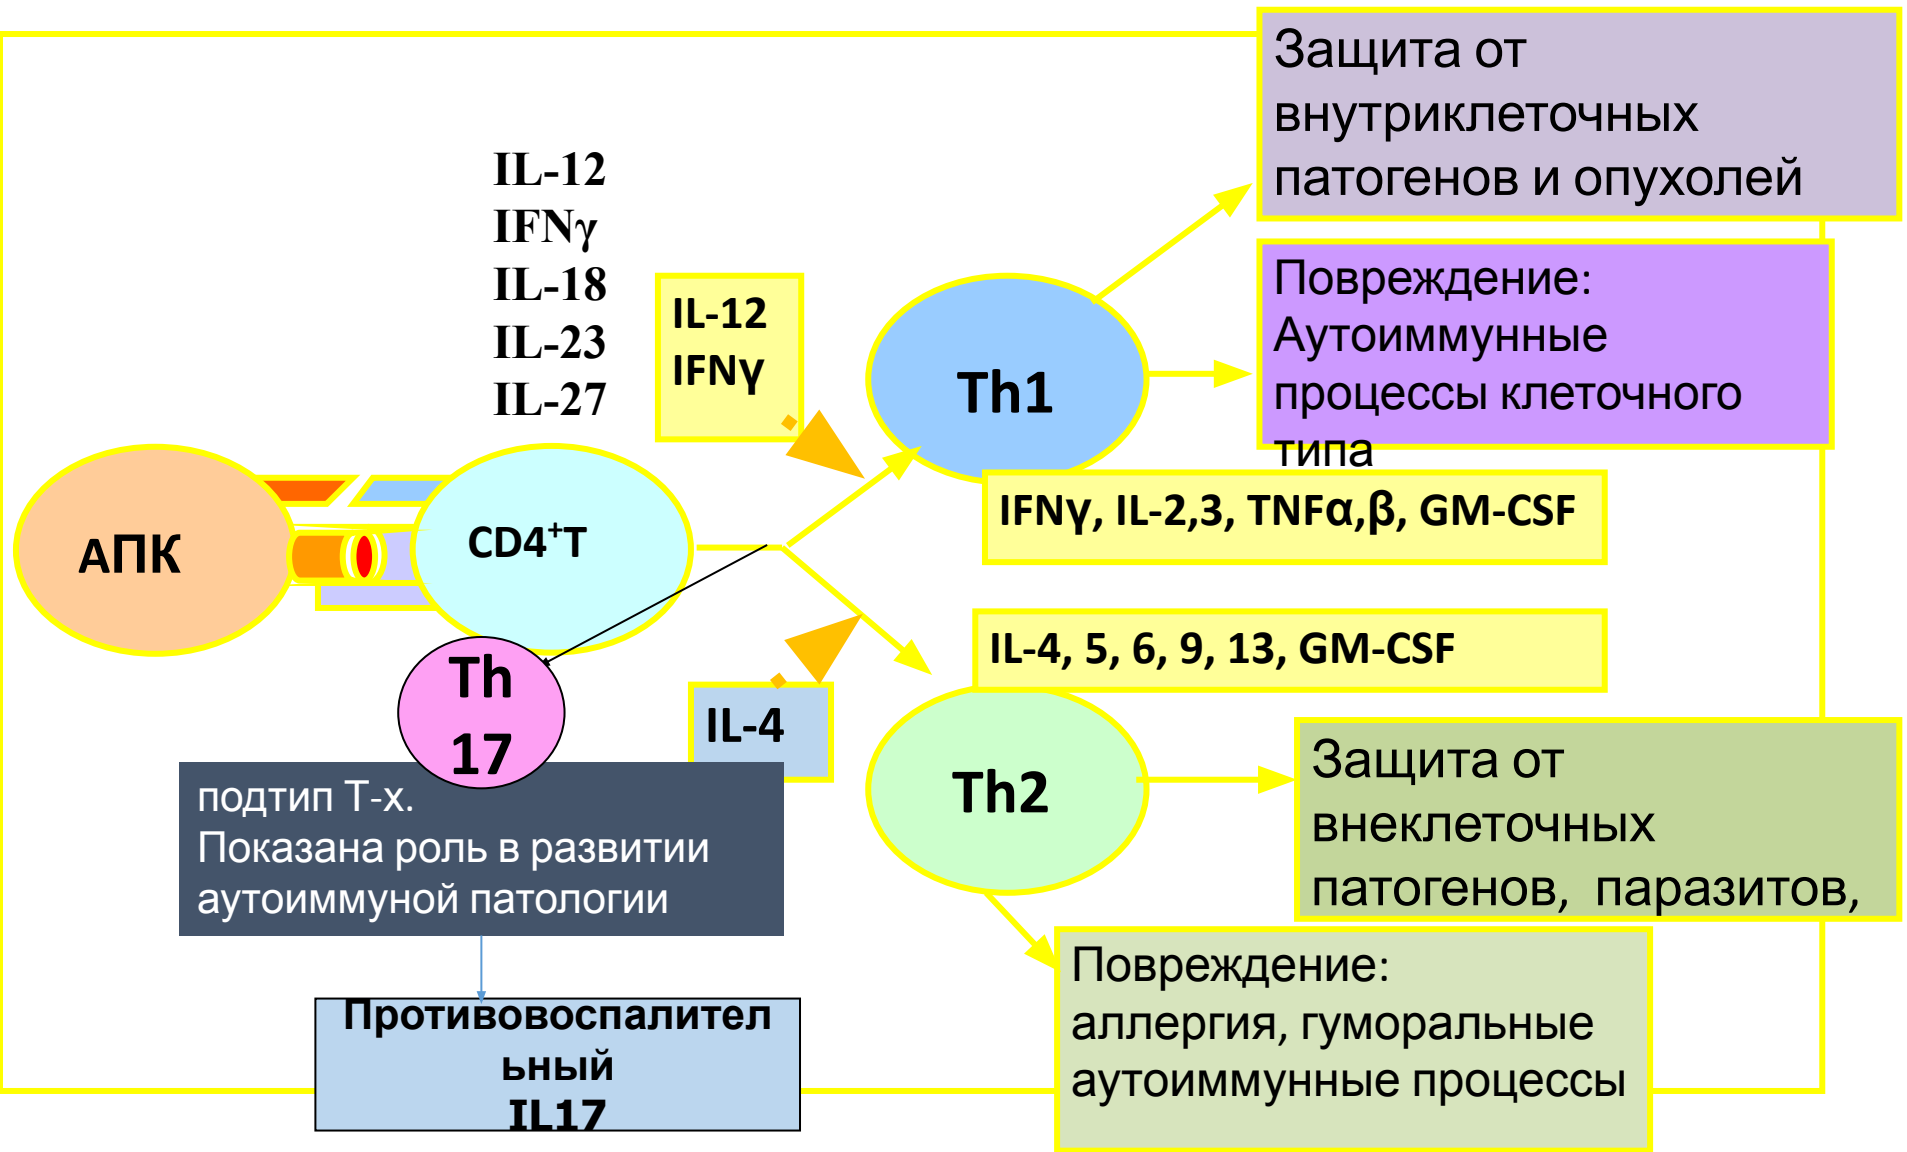 Защита от
внутриклеточных
патогенов и опухолей
IL-12
IFNγ
IL-18
IL-23
IL-27
IL-12
IFNγ
Th1
Повреждение:
Аутоиммунные
процессы клеточного
типа
IFNγ, IL-2,3, TNFα,β, GM-CSF
АПК
CD4⁺T
Th
17
IL-4
IL-4, 5, 6, 9, 13, GM-CSF
Th2
Защита от
внеклеточных
патогенов, паразитов,
подтип Т-х.
Показана роль в развитии
аутоиммуной патологии
Повреждение:
аллергия, гуморальные
аутоиммунные процессы
Противовоспалител
ьный
IL17